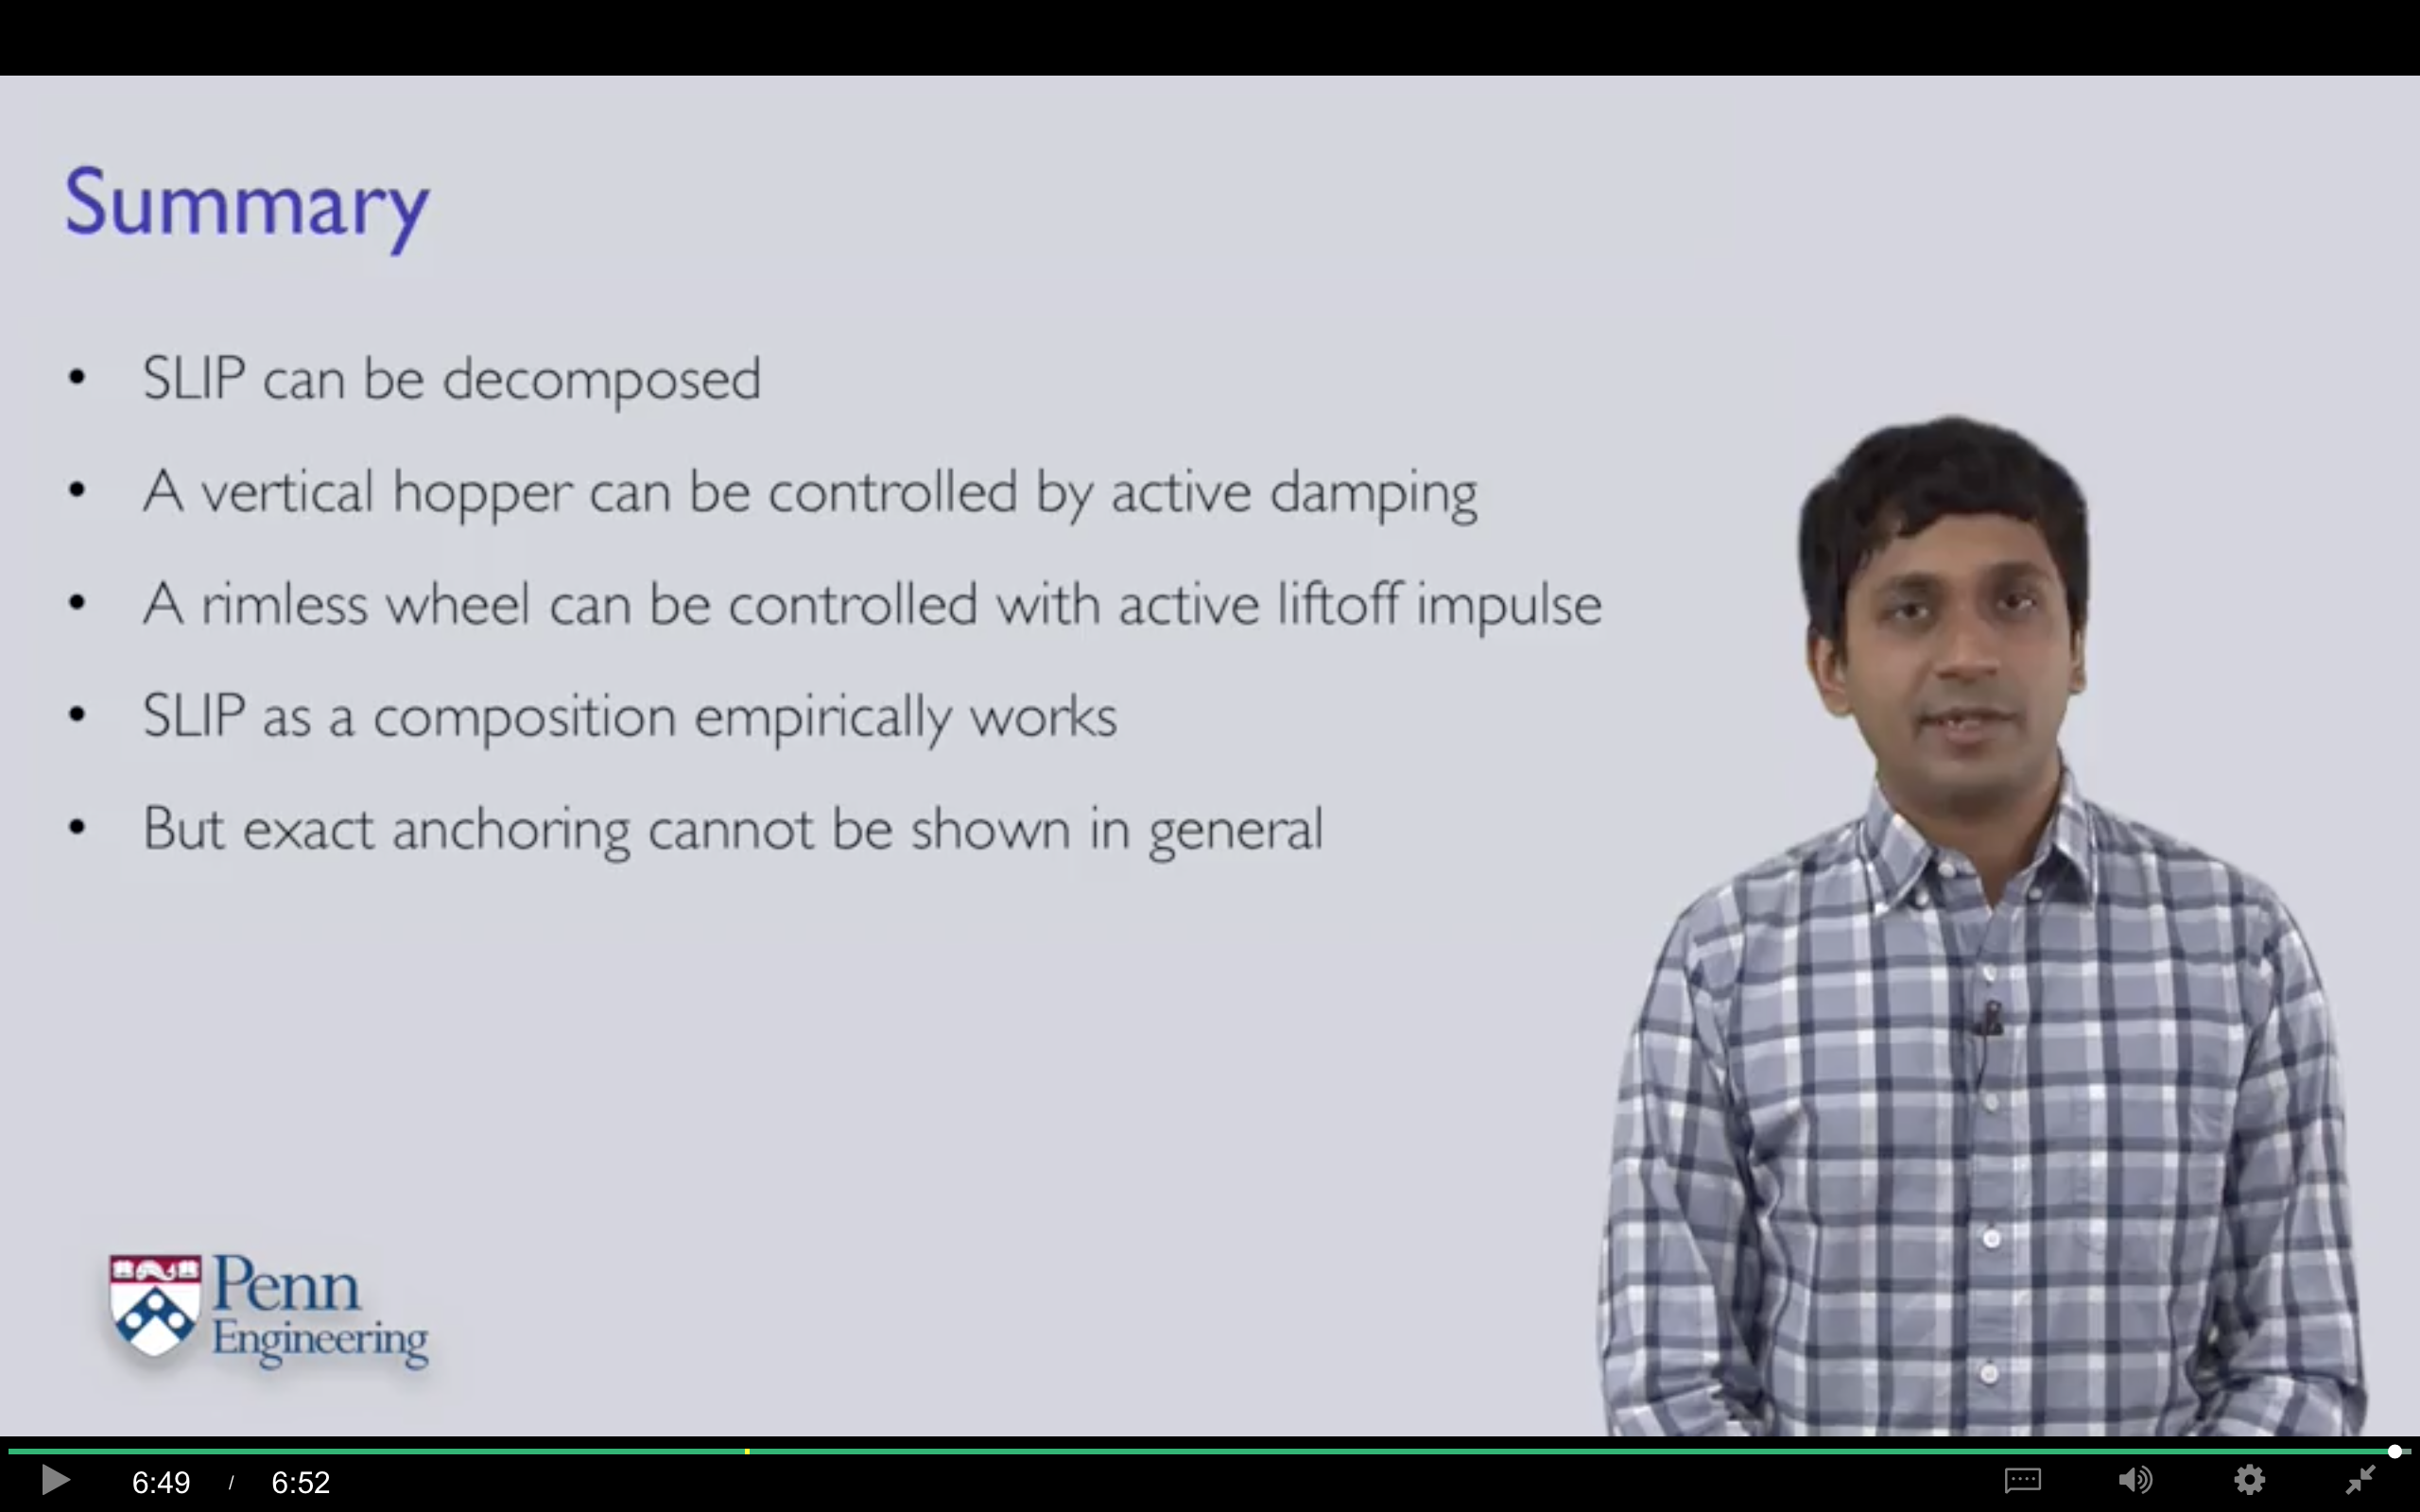 Summary
• SLIP can be decomposed
• A vertical hopper can be controlled by active damping
• A rimless wheel can be controlled with active liftoff impulse
• SLIP as a composition empirically works
• But exact anchoring cannot be shown in general
Penn
Engineering
6:49 / 6:52